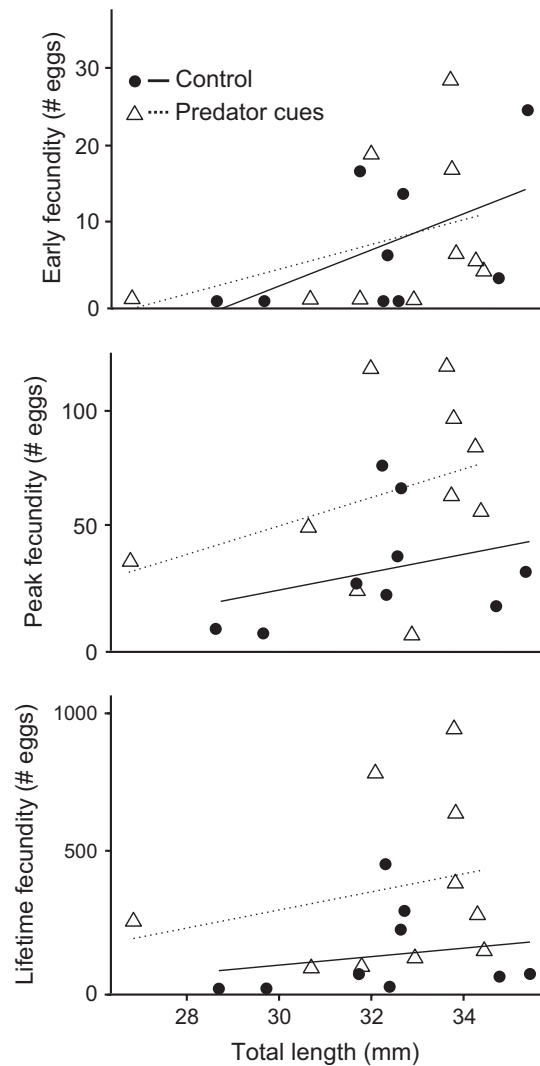 Early fecundity (# eggs)
30
20
10
0
Control
Predator cues
Peak fecundity (# eggs)
100
50
0
Lifetime fecundity (# eggs)
1000
500
0
28 30 32 34
Total length (mm)